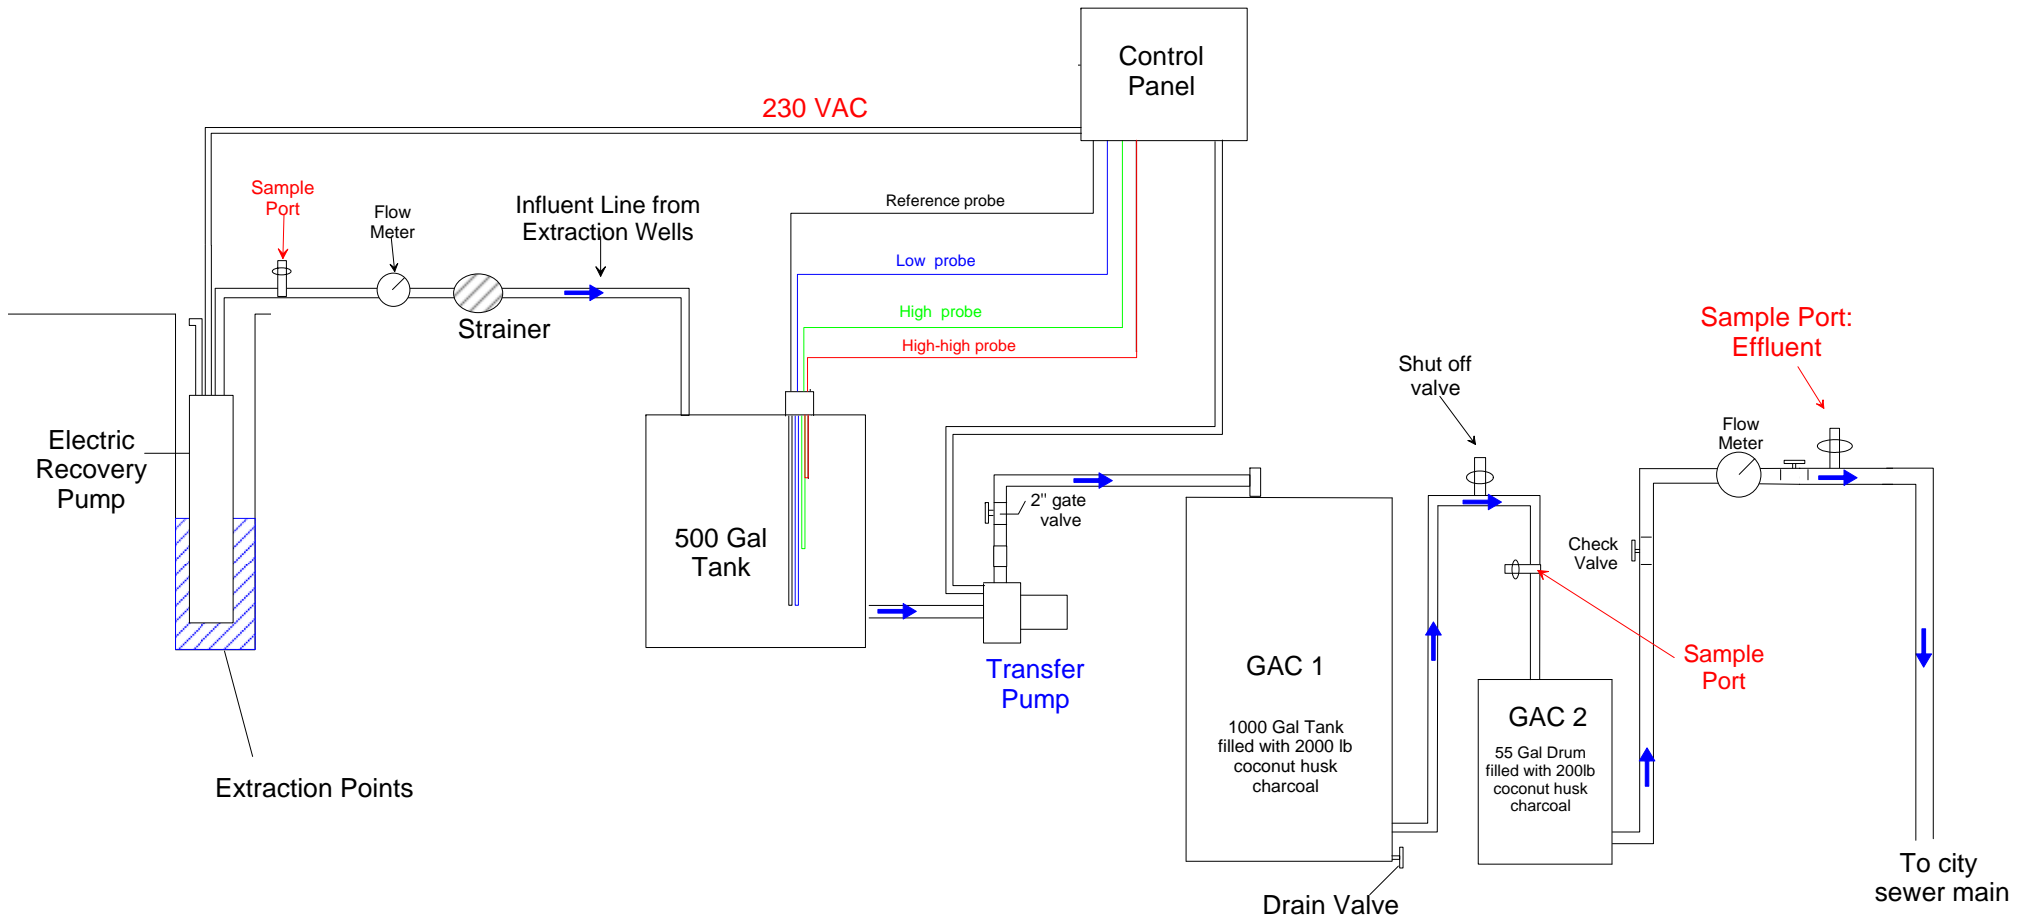 Control
Panel
230 VAC
Sample
Port
Flow
Meter
Influent Line from
Extraction Wells
Reference probe
Low  probe
High  probe
High-high probe
Strainer
Sample Port:
Effluent
Shut off
valve
Flow
Meter
Electric
Recovery
Pump
500 Gal
Tank
2" gate
valve
Check
Valve
Transfer
Pump
GAC 1
1000 Gal Tank
filled with 2000 lb
coconut husk
charcoal
Sample
Port
GAC 2
55 Gal Drum
filled with 200lb
coconut husk
charcoal
Extraction Points
Drain Valve
To city
sewer main